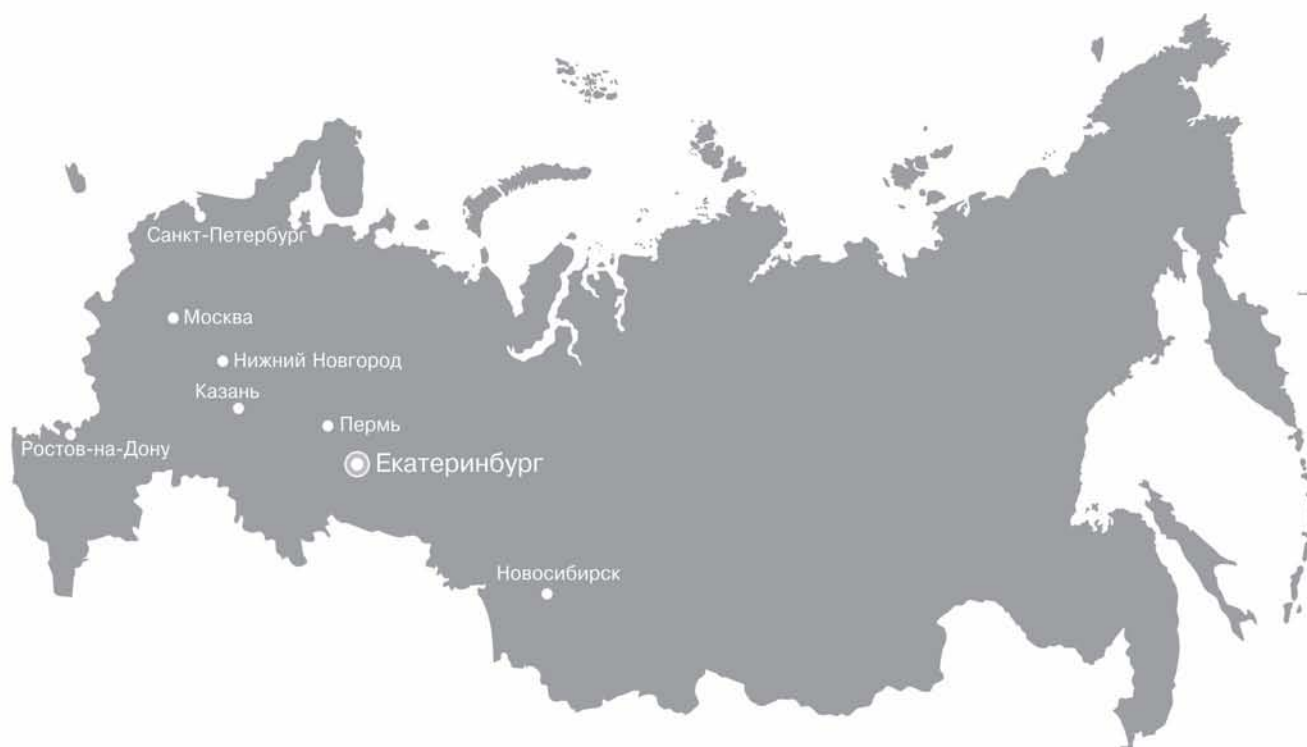 Санкт-Петербург
Москва
Нижний Новгород
Казань
Пермь
Ростов-на-Дону
Екатеринбург
Новосибирск